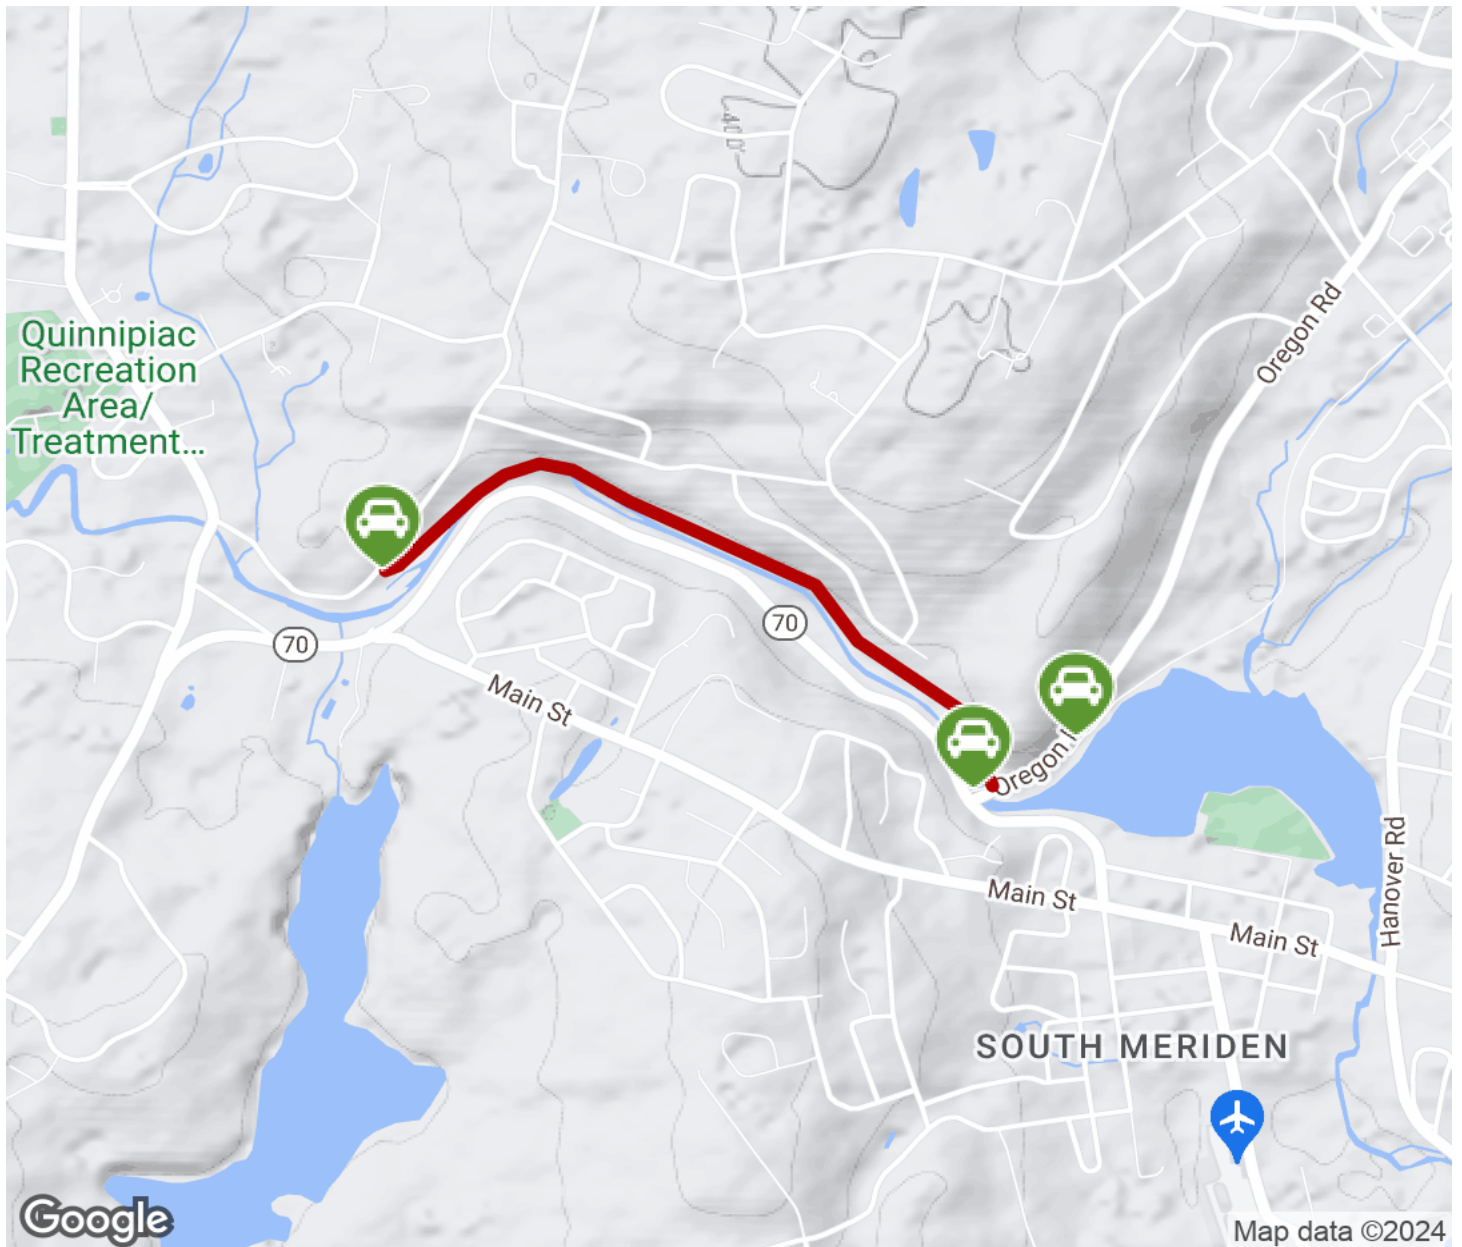 400
Oregon Rd
Quinnipiac
Recreation
Area/
Treatment...
70
70
Main St
Oregon
Main St
Hanover Rd
Main St
SOUTH MERIDEN
Google
Map data ©2024